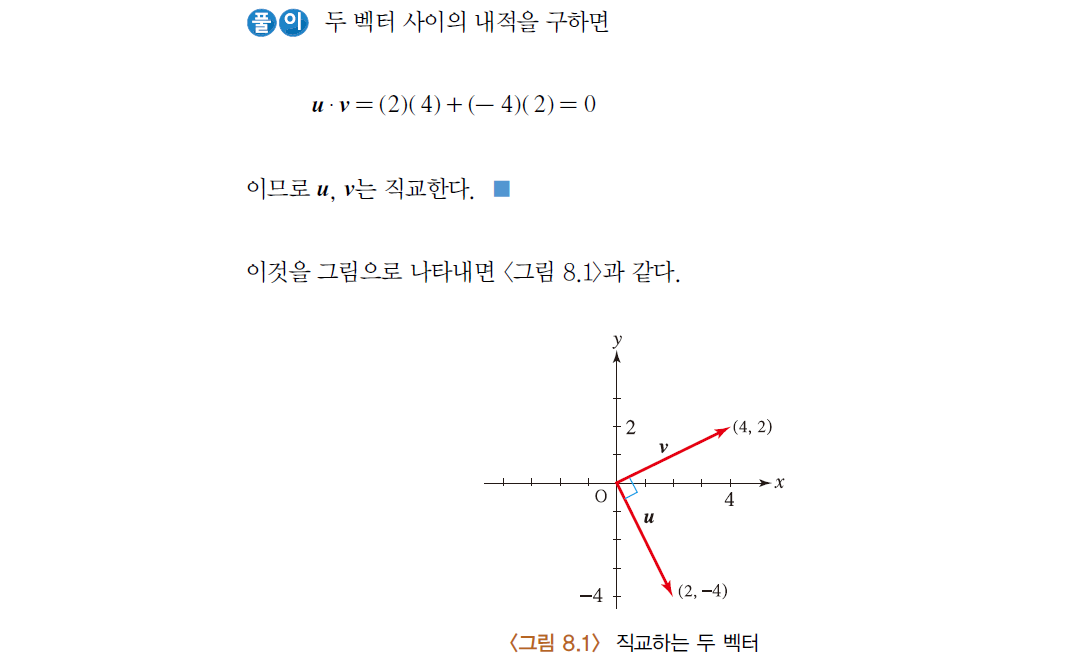 풀이 두 벡터 사이의 내적을 구하면
u · v = (2)( 4) + (− 4)( 2) = 0
이므로 u, v는 직교한다.
이것을 그림으로 나타내면 〈그림 8.1〉과 같다.
y
2
(4, 2)
v
x
O
4
u
−4
(2, −4)
〈그림 8.1〉 직교하는 두 벡터